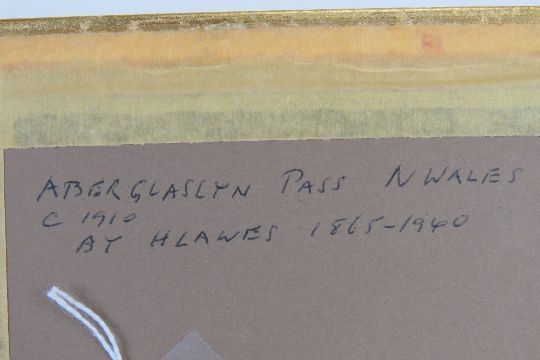 ABERGLASLYN PASS N WALES
C 1910
BY H LAWES 1865-1940